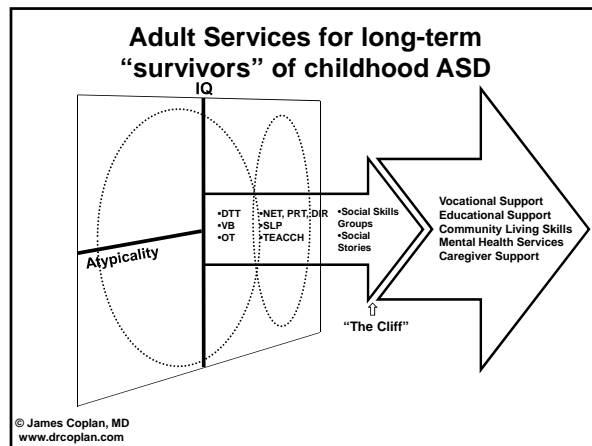 Adult Services for long-term
“survivors” of childhood ASD
IQ
Atypicality
•DTT
•VB
•OT
•NET, PRT, DIR
•SLP
•TEACCH
•Social Skills
Groups
•Social
Stories
Vocational Support
Educational Support
Community Living Skills
Mental Health Services
Caregiver Support
“The Cliff”
© James Coplan, MD
www.drcoplan.com